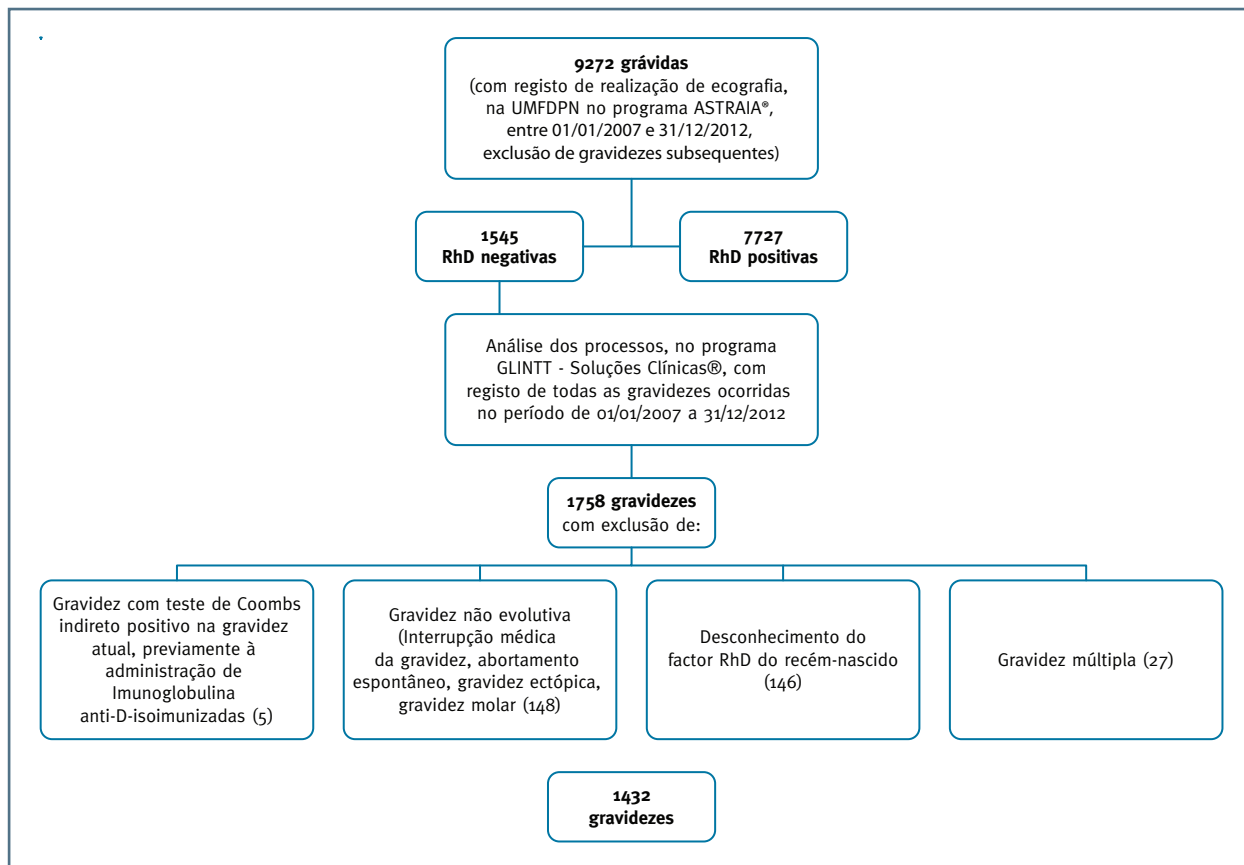 9272 grávidas
(com registo de realização de ecografia,
na UMFDPN no programa ASTRAIA®,
entre 01/01/2007 e 31/12/2012,
exclusão de gravidezes subsequentes)
1545
RhD negativas
7727
RhD positivas
Análise dos processos, no programa
GLINTT - Soluções Clínicas®, com
registo de todas as gravidezes ocorridas
no período de 01/01/2007 a 31/12/2012
1758 gravidezes
com exclusão de:
Gravidez com teste de Coombs
indireto positivo na gravidez
atual, previamente à
administração de
Imunoglobulina
anti-D-isoimunizadas (5)
Gravidez não evolutiva
(Interrupção médica
da gravidez, abortamento
espontâneo, gravidez ectópica,
gravidez molar (148)
Desconhecimento do
factor RhD do recém-nascido
(146)
Gravidez múltipla (27)
1432
gravidezes